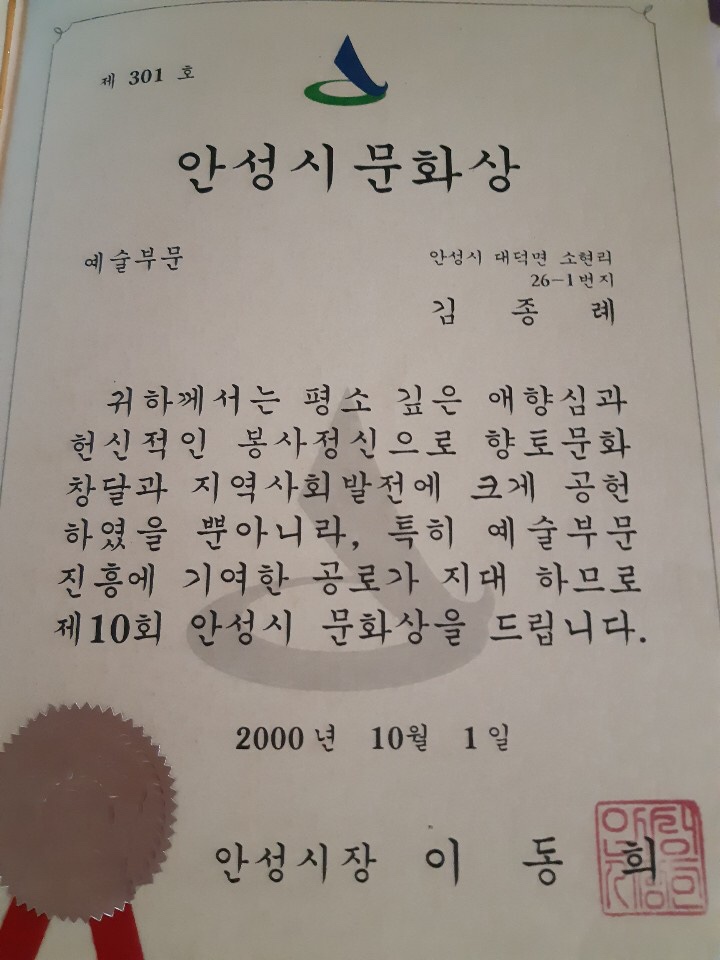 제 301 호
안성시 문화상
예술부문
안성시 대덕면 소현리
26-1번지
김 종 례
귀하께서는 평소 깊은 애향심과
헌신적인 봉사정신으로 향토문화
창달과 지역사회발전에 크게 공헌
하였을 뿐아니라, 특히 예술부문
진흥에 기여한 공로가 지대 하므로
제10회 안성시 문화상을 드립니다.
2000년 10월 1일
안성시장 이 동 희